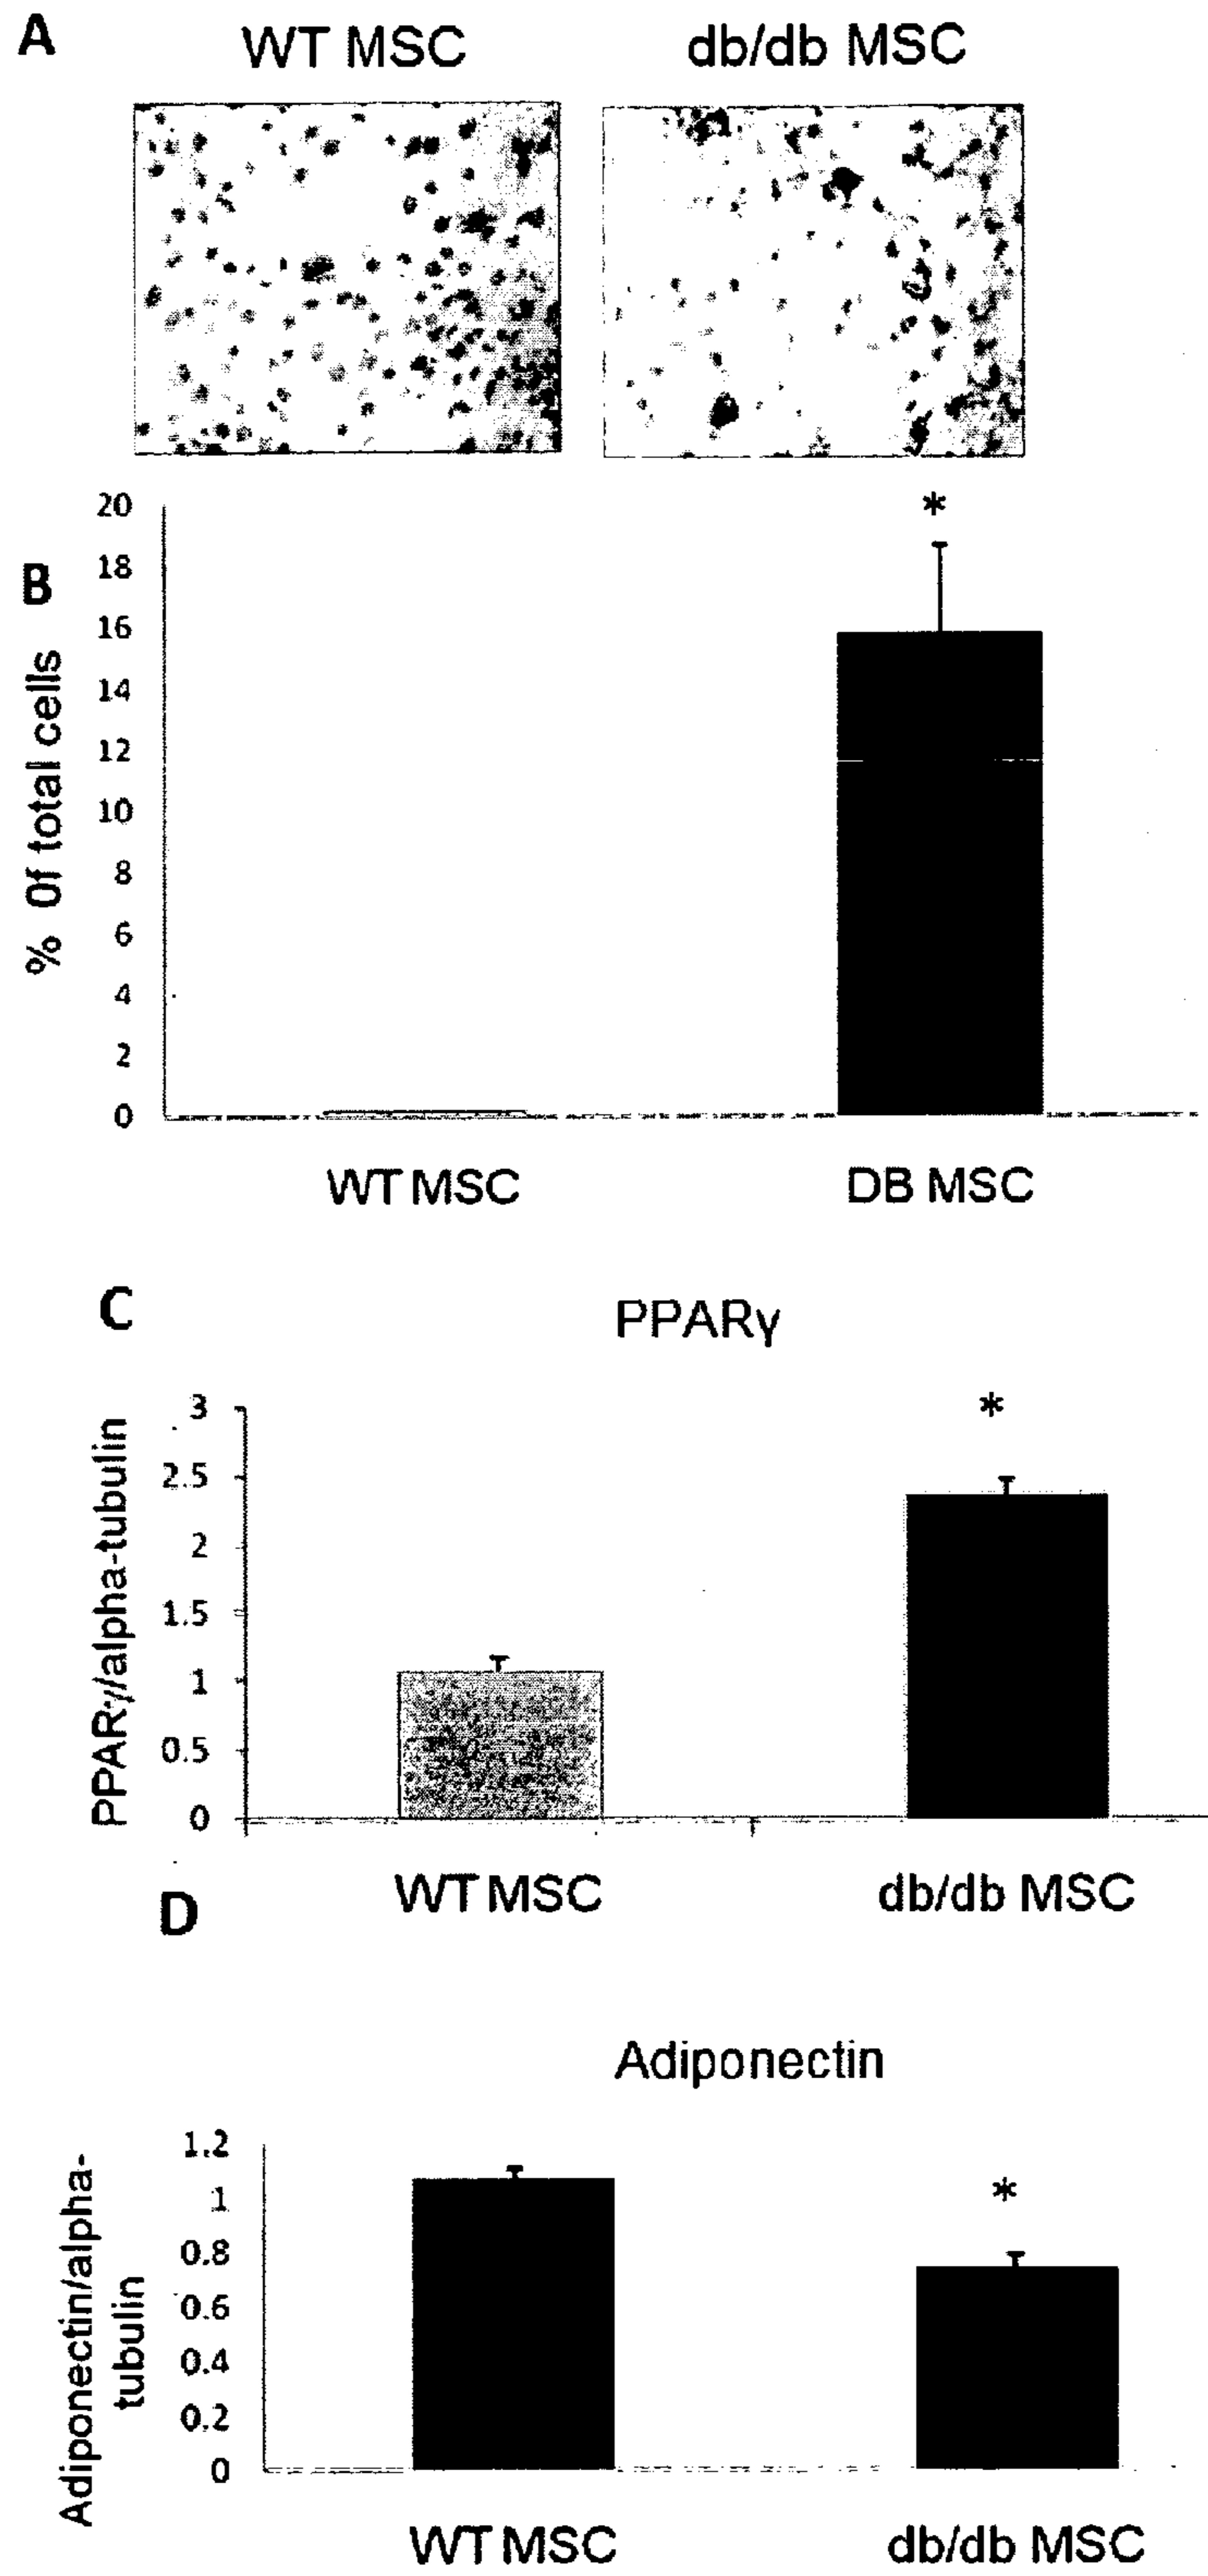 A
WT MSC
db/db MSC
B
% Of total cells
20
18
16
14
12
10
8
6
4
2
0
*
WT MSC
DB MSC
C
PPARγ
PPARγ/alpha-tubulin
3
2.5
2
1.5
1
0.5
0
*
WT MSC
db/db MSC
D
Adiponectin
Adiponectin/alpha-
tubulin
1.2
1
0.8
0.6
0.4
0.2
0
*
WT MSC
db/db MSC